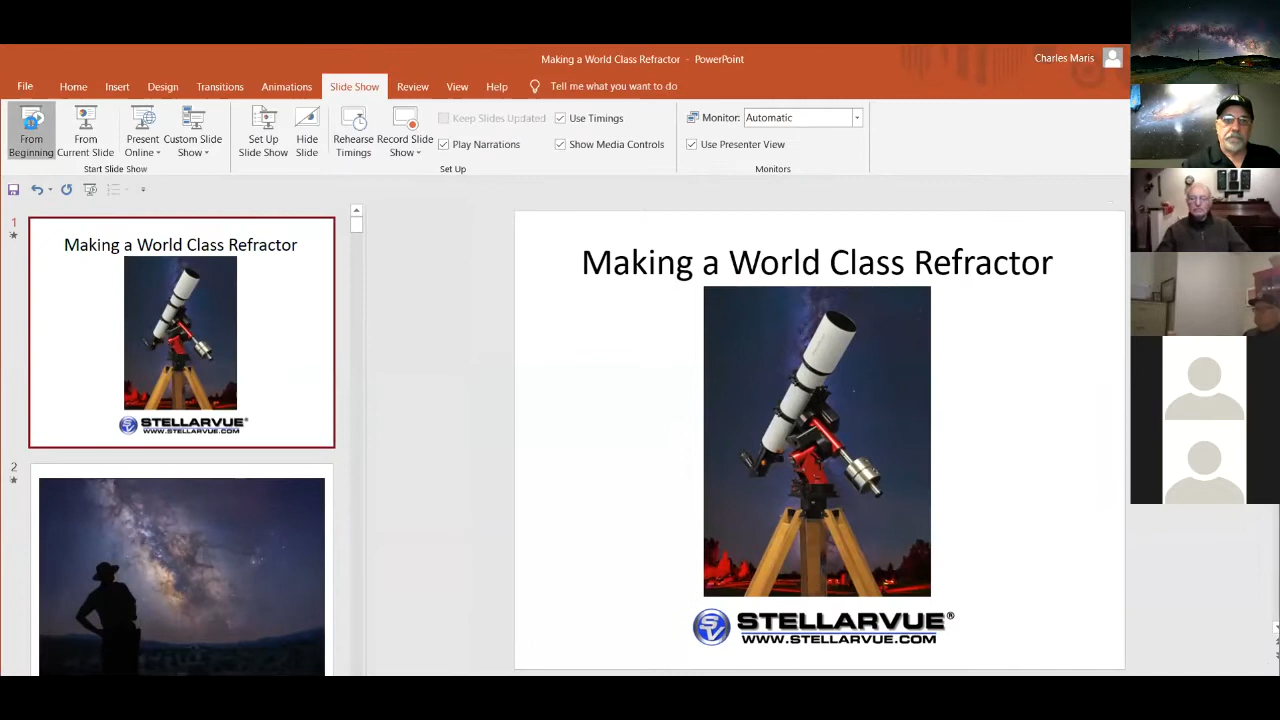 Making a World Class Refractor - PowerPoint
Charles Maris
File Home Insert Design Transitions Animations Slide Show Review View Help Tell me what you want to do
From Beginning
From Current Slide
Present Online
Custom Slide Show
Set Up Slide Show
Hide Slide
Rehearse Timings
Record Slide Show
Keep Slides Updated
Play Narrations
Use Timings
Show Media Controls
Monitor: Automatic
Use Presenter View
Start Slide Show
Set Up
Monitors
1
Making a World Class Refractor
STELLARVUE
WWW.STELLARVUE.COM
2
Making a World Class Refractor
SV STELLARVUE®
WWW.STELLARVUE.COM